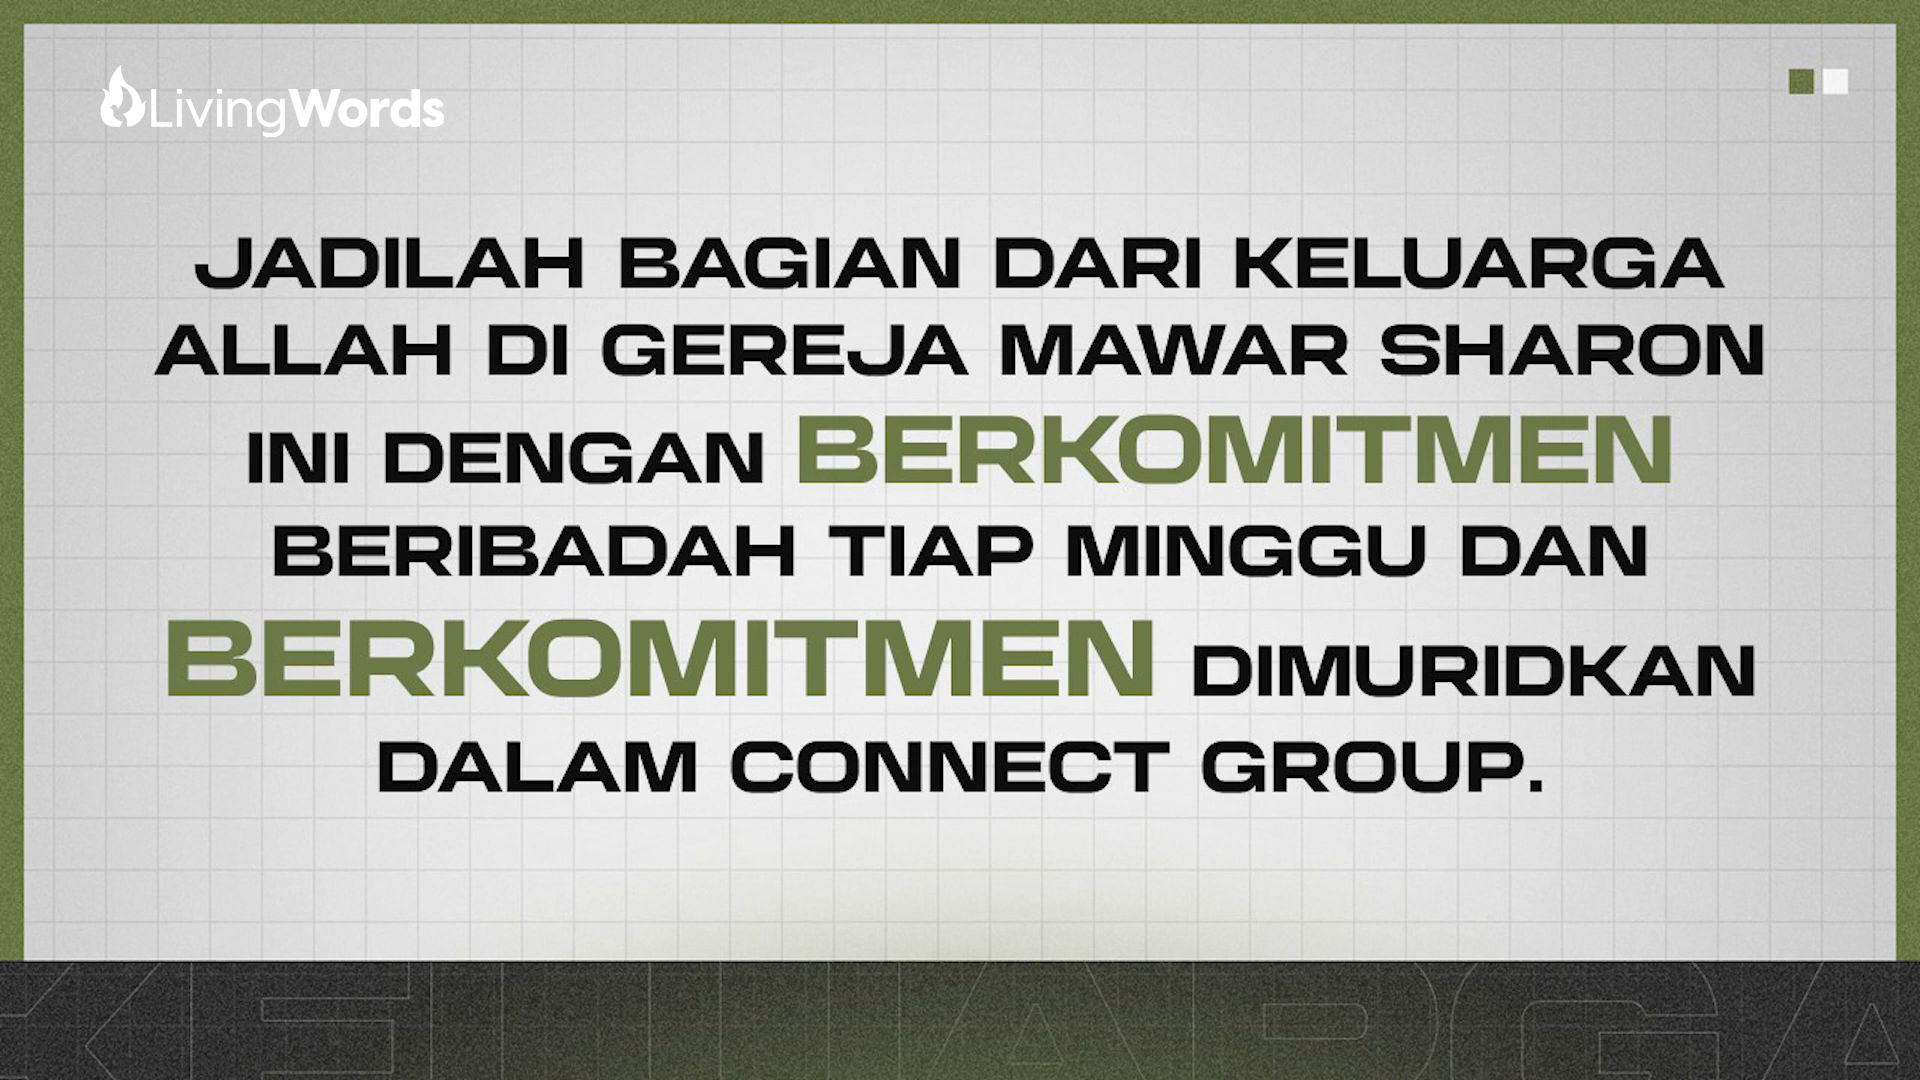 LivingWords
JADILAH BAGIAN DARI KELUARGA
ALLAH DI GEREJA MAWAR SHARON
INI DENGAN BERKOMITMEN
BERIBADAH TIAP MINGGU DAN
BERKOMITMEN DIMURIDKAN
DALAM CONNECT GROUP.
KELUARGA